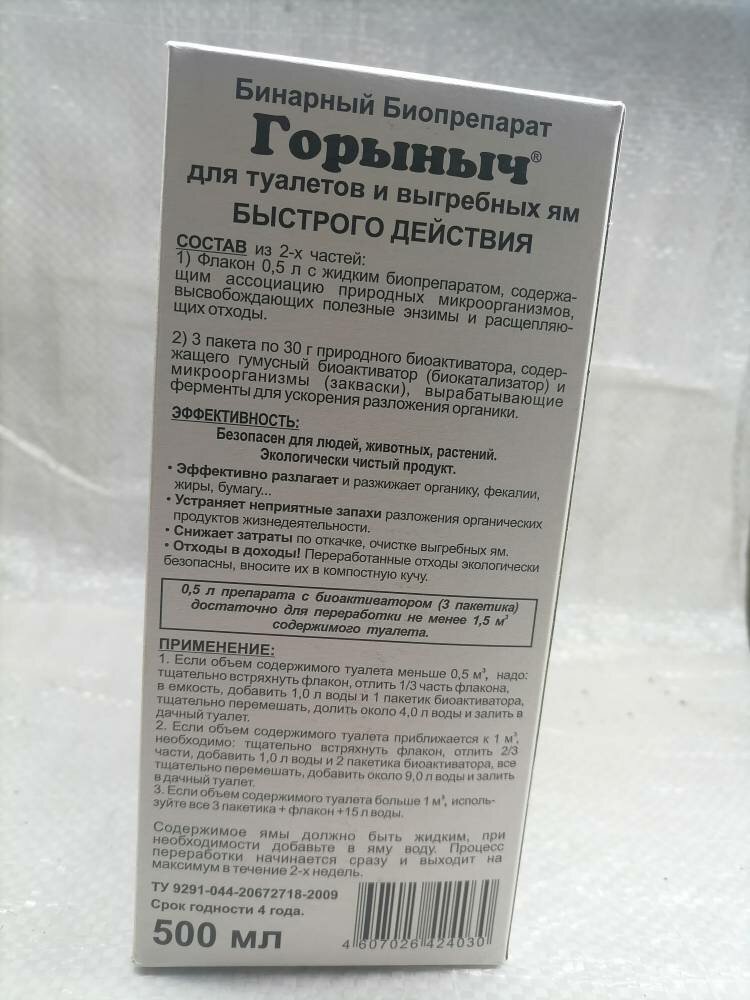 Бинарный Биопрепарат
Горыныч®
для туалетов и выгребных ям
БЫСТРОГО ДЕЙСТВИЯ
СОСТАВ из 2-х частей:
1) Флакон 0,5 л с жидким биопрепаратом, содержа-
щим ассоциацию природных микроорганизмов,
высвобождающих полезные энзимы и расщепляю-
щих отходы.
2) 3 пакета по 30 г природного биоактиватора, содер-
жащего гумусный биоактиватор (биокатализатор) и
микроорганизмы (закваски), вырабатывающие
ферменты для ускорения разложения органики.
ЭФФЕКТИВНОСТЬ:
Безопасен для людей, животных, растений.
Экологически чистый продукт.
• Эффективно разлагает и разжижает органику, фекалии,
жиры, бумагу...
• Устраняет неприятные запахи разложения органических
продуктов жизнедеятельности.
• Снижает затраты по откачке, очистке выгребных ям.
• Отходы в доходы! Переработанные отходы экологически
безопасны, вносите их в компостную кучу.
0,5 л препарата с биоактиватором (3 пакетика)
достаточно для переработки не менее 1,5 м³
содержимого туалета.
ПРИМЕНЕНИЕ:
1. Если объем содержимого туалета меньше 0,5 м³, надо:
тщательно встряхнуть флакон, отлить 1/3 часть флакона,
в емкость, добавить 1,0 л воды и 1 пакетик биоактиватора,
тщательно перемешать, долить около 4,0 л воды и залить в
дачный туалет.
2. Если объем содержимого туалета приближается к 1 м³,
необходимо: тщательно встряхнуть флакон, отлить 2/3
части, добавить 1,0 л воды и 2 пакетика биоактиватора, все
тщательно перемешать, добавить около 9,0 л воды и залить
в дачный туалет.
3. Если объем содержимого туалета больше 1 м³, исполь-
зуйте все 3 пакетика + флакон +15 л воды.
Содержимое ямы должно быть жидким, при
необходимости добавьте в яму воду. Процесс
переработки начинается сразу и выходит на
максимум в течение 2-х недель.
ТУ 9291-044-20672718-2009
Срок годности 4 года.
500 мл
4 607026 424030